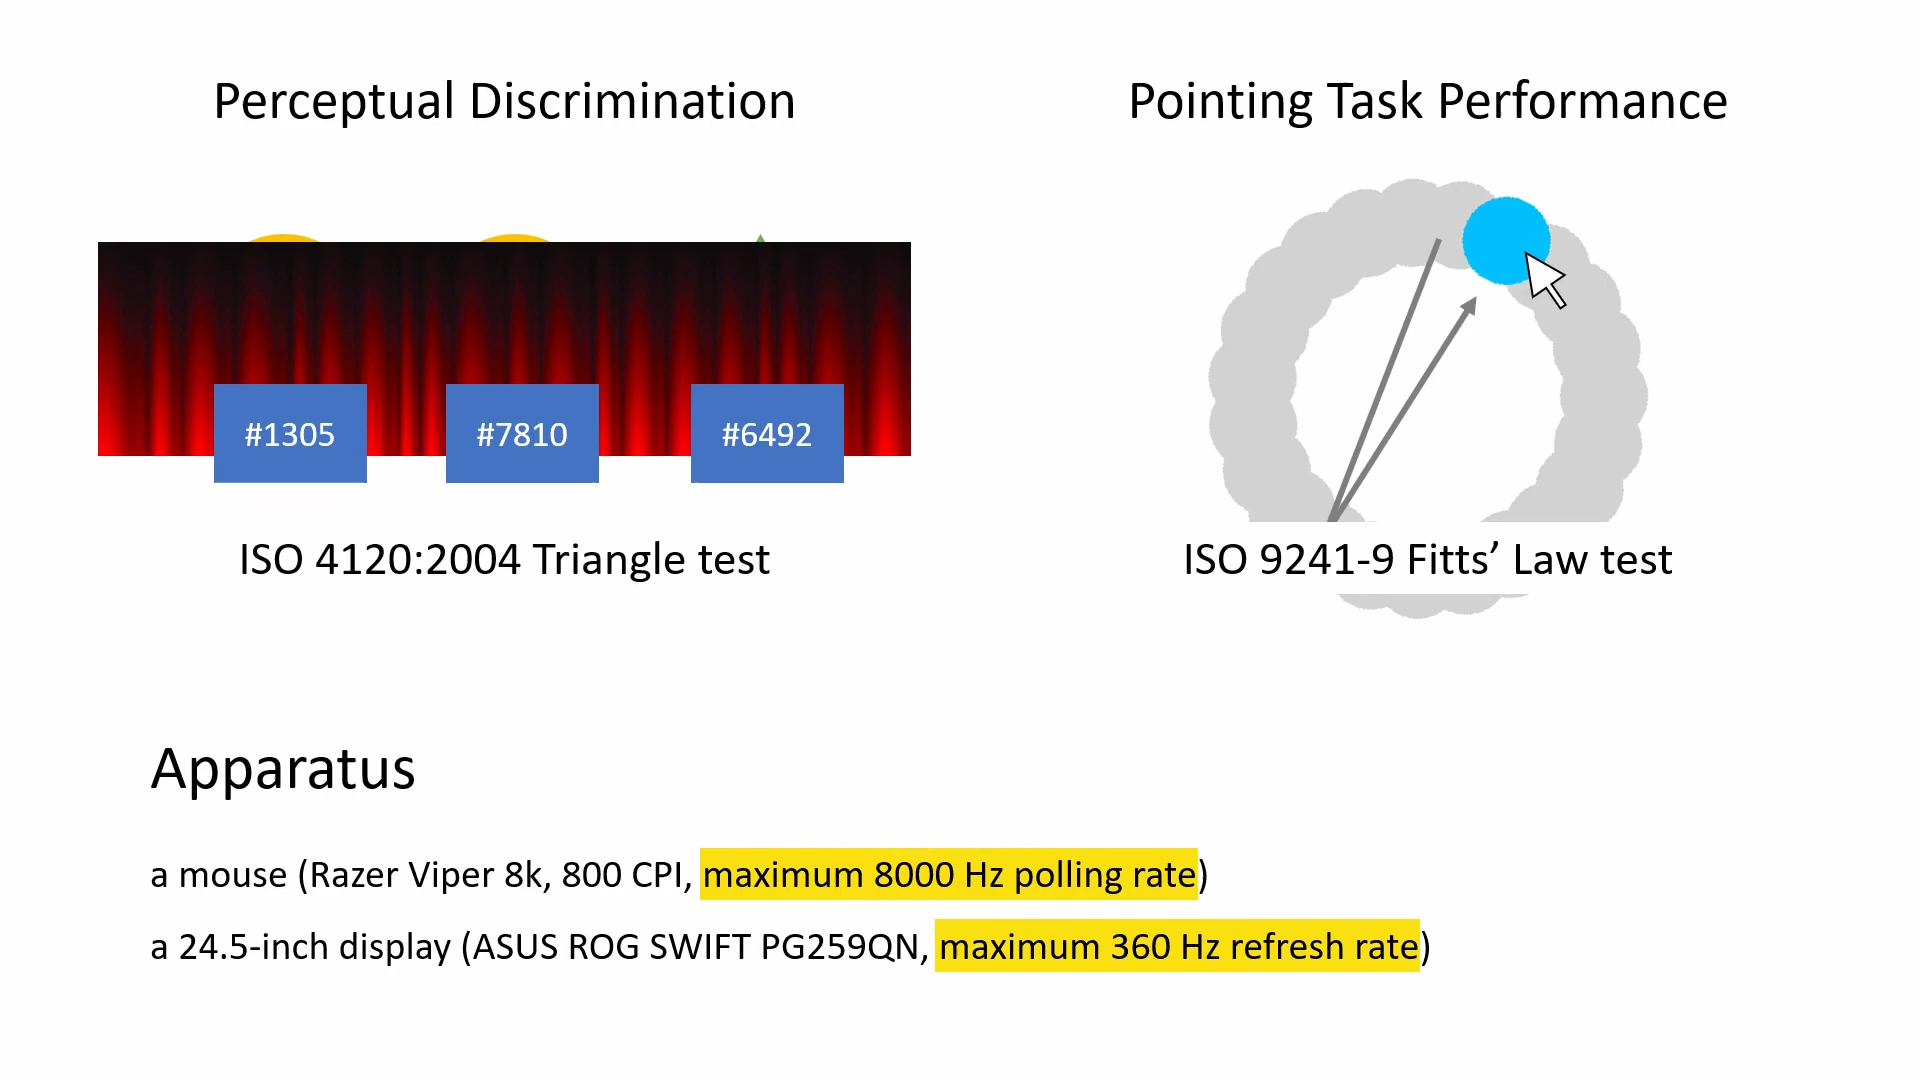 Perceptual Discrimination
Pointing Task Performance
#1305
#7810
#6492
ISO 4120:2004 Triangle test
ISO 9241-9 Fitts’ Law test
Apparatus
a mouse (Razer Viper 8k, 800 CPI, maximum 8000 Hz polling rate)
a 24.5-inch display (ASUS ROG SWIFT PG259QN, maximum 360 Hz refresh rate)